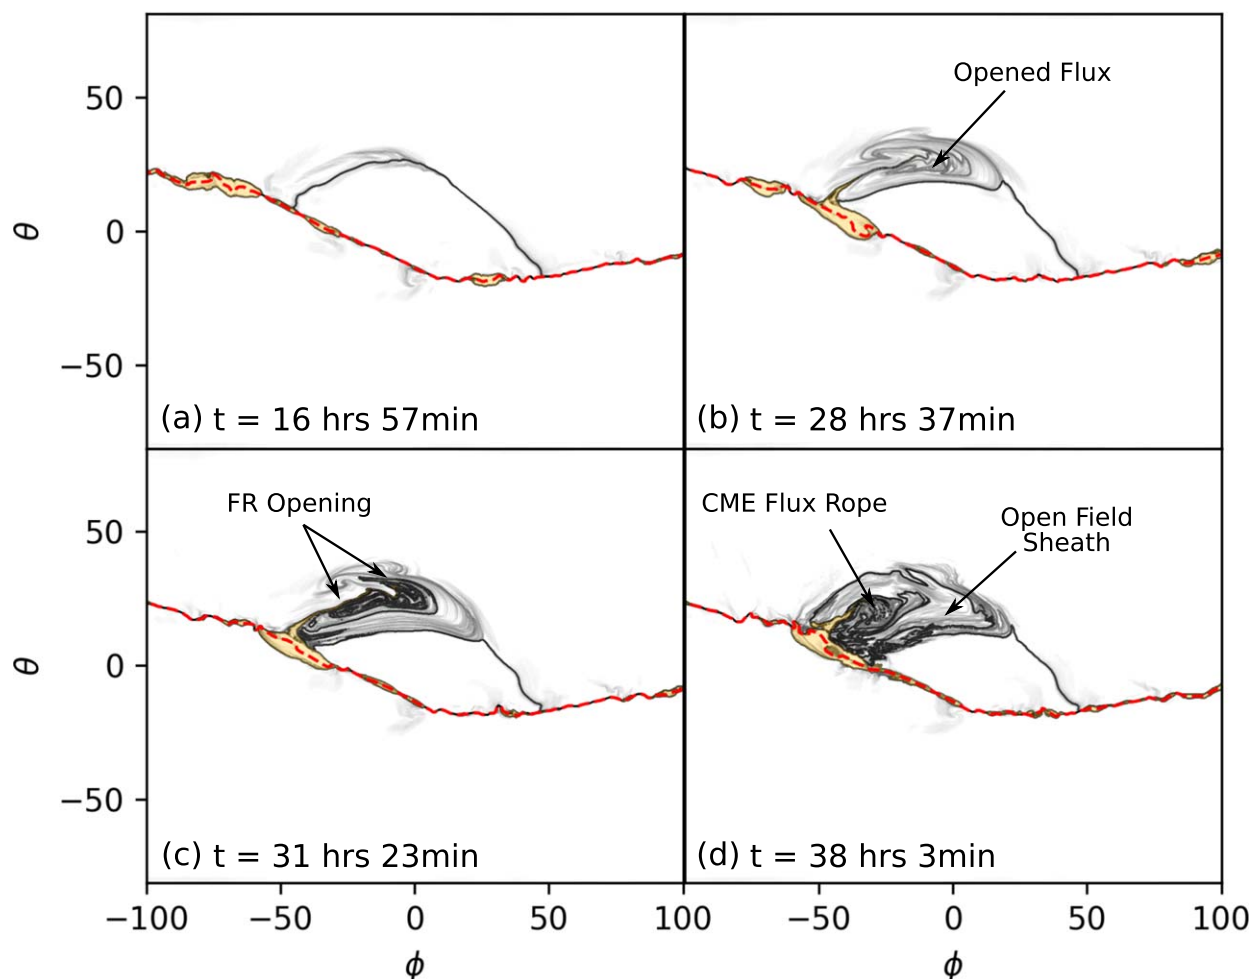 Opened Flux
50
θ
0
−50
(a) t = 16 hrs 57min
(b) t = 28 hrs 37min
FR Opening
CME Flux Rope
Open Field
Sheath
50
θ
0
−50
(c) t = 31 hrs 23min
(d) t = 38 hrs 3min
−100 −50 0 50 100 −50 0 50 100
ϕ ϕ